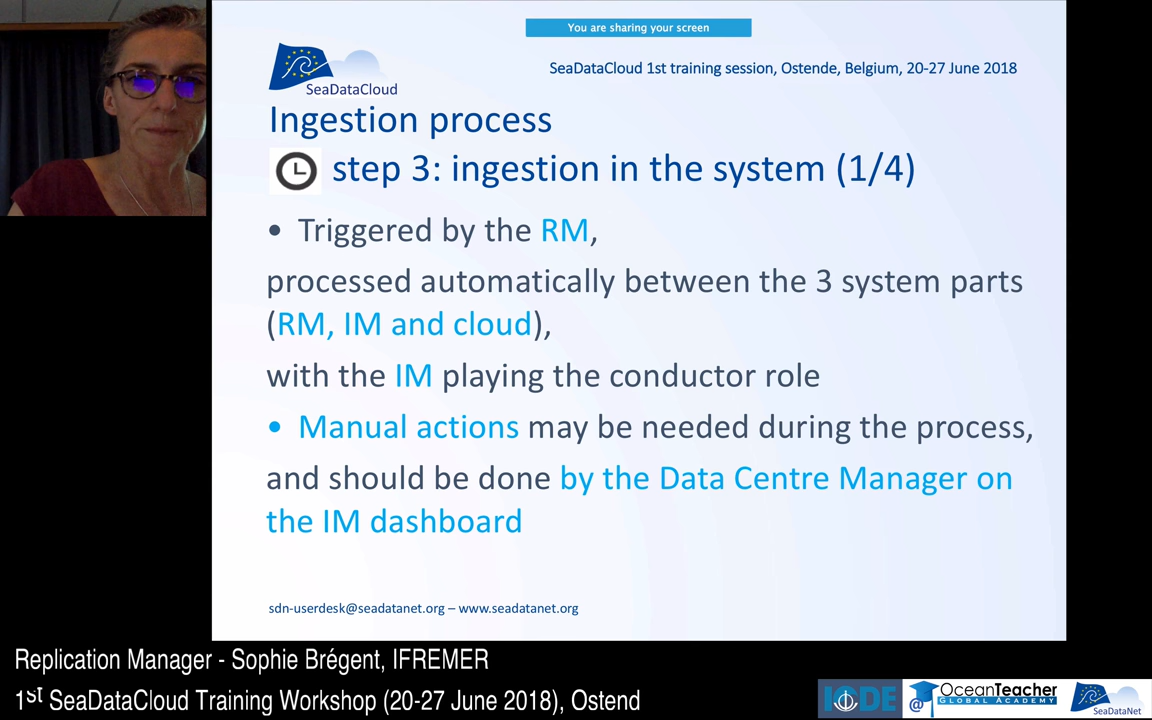 You are sharing your screen
SeaDataCloud
SeaDataCloud 1st training session, Ostende, Belgium, 20-27 June 2018
Ingestion process
step 3: ingestion in the system (1/4)
• Triggered by the RM,
processed automatically between the 3 system parts
(RM, IM and cloud),
with the IM playing the conductor role
• Manual actions may be needed during the process,
and should be done by the Data Centre Manager on
the IM dashboard
sdn-userdesk@seadatanet.org – www.seadatanet.org
Replication Manager - Sophie Brégent, IFREMER
1st SeaDataCloud Training Workshop (20-27 June 2018), Ostend
IODE
@ OceanTeacher
GLOBAL ACADEMY
SeaDataNet